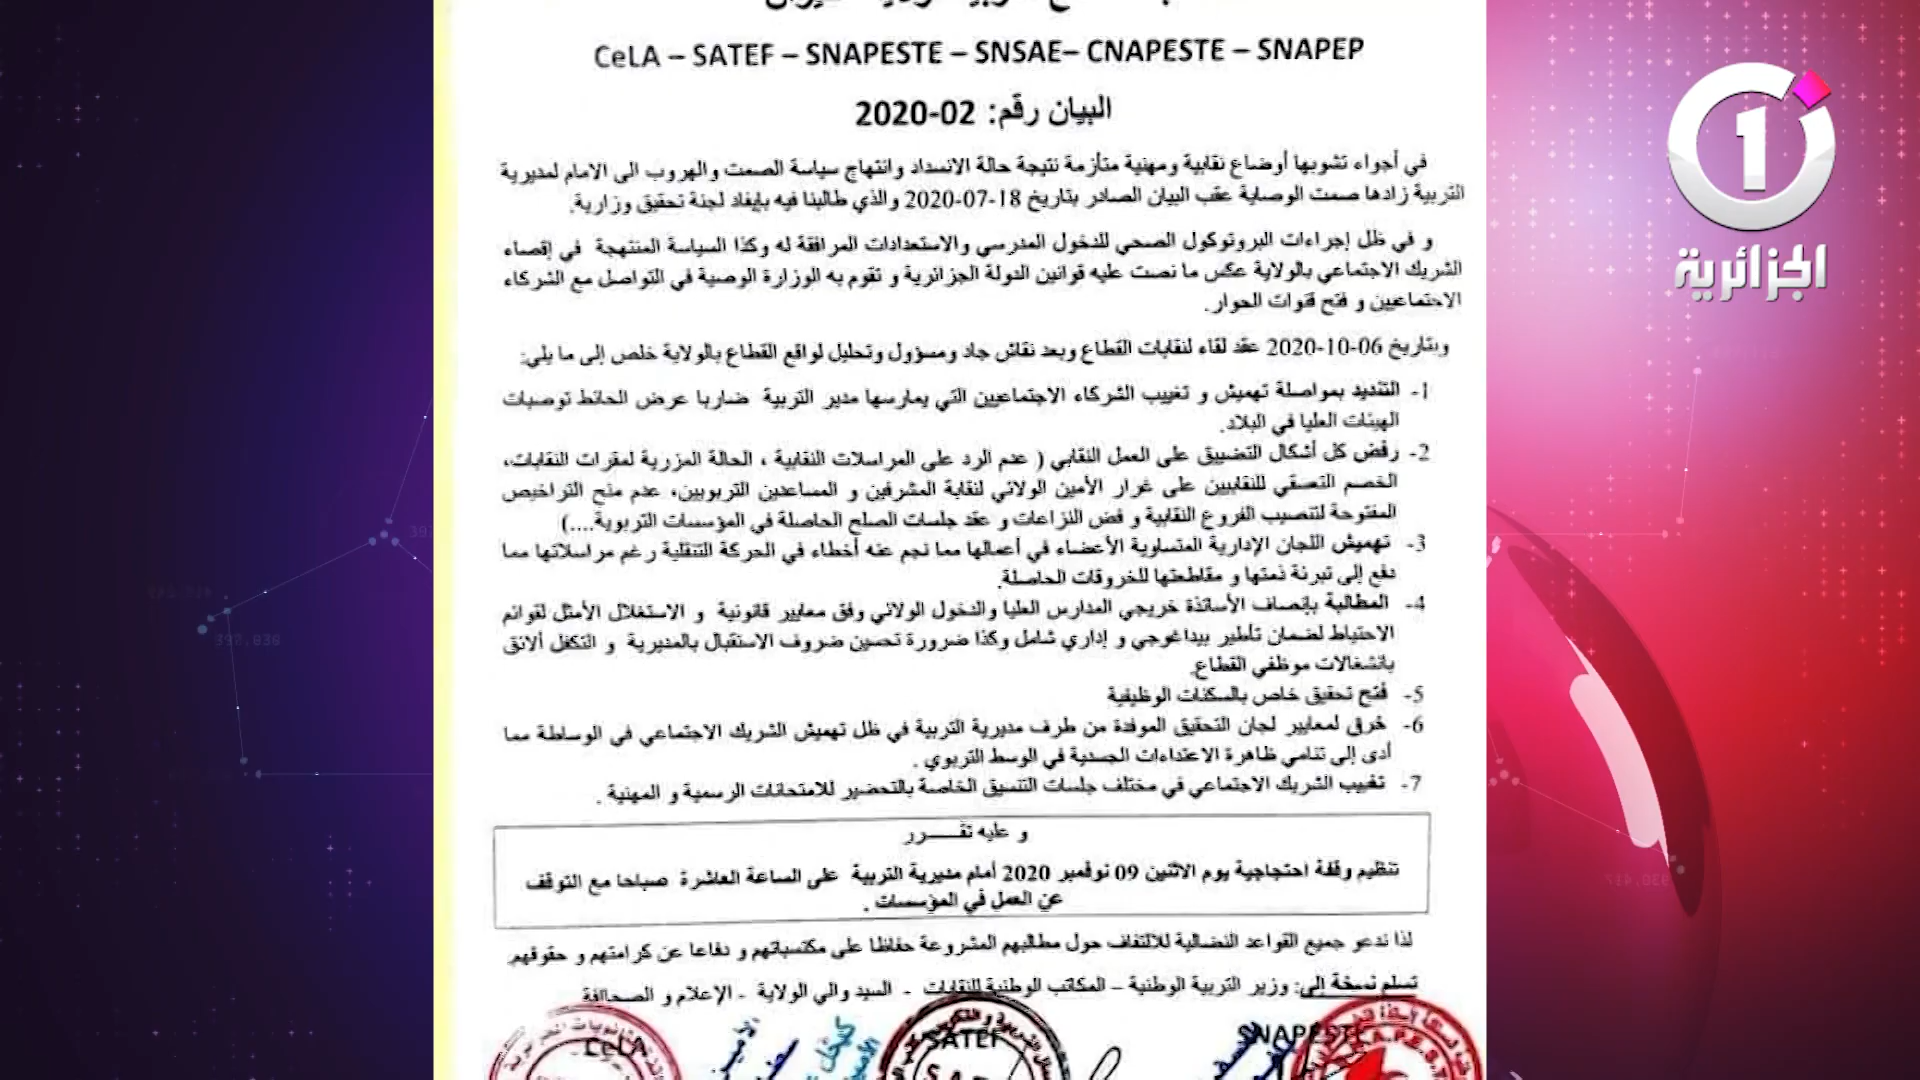 CeLA – SATEF – SNAPESTE – SNSAE– CNAPESTE – SNAPEP
البيان رقم: 02-2020
في أجواء تشوبها أوضاع نقابية ومهنية متأزمة نتيجة حالة الانسداد وانتهاج سياسة الصمت والهروب الى الامام لمديرية
التربية زادها صمت الوصاية عقب البيان الصادر بتاريخ 18-07-2020 والذي طالبنا فيه بإيفاد لجنة تحقيق وزارية.
و في ظل إجراءات البروتوكول الصحي للدخول المدرسي والاستعدادات المرافقة له وكذا السياسة المنتهجة في إقصاء
الشريك الاجتماعي بالولاية عكس ما نصت عليه قوانين الدولة الجزائرية و تقوم به الوزارة الوصية في التواصل مع الشركاء
الاجتماعين و فتح قنوات الحوار.
وبتاريخ 06-10-2020 عقد لقاء لنقابات القطاع وبعد نقاش جاد ومسؤول وتحليل لواقع القطاع بالولاية خلص إلى ما يلي:
1- التنديد بمواصلة تهميش و تغييب الشركاء الاجتماعيين التي يمارسها مدير التربية ضاربا عرض الحائط توصيات
الهيئات العليا في البلاد.
2- رفض كل أشكال التضييق على العمل النقابي ( عدم الرد على المراسلات النقابية ، الحالة المزرية لمقرات النقابات،
الخصم التعسفي للنقابيين على غرار الأمين الولائي لنقابة المشرفين و المساعدين التربويين، عدم منح التراخيص
المفتوحة لتنصيب الفروع النقابية و فض النزاعات و عقد جلسات الصلح الحاصلة في المؤسسات التربوية....)
3- تهميش اللجان الإدارية المتساوية الأعضاء في أعمالها مما نجم عنه أخطاء في الحركة التنقلية رغم مراسلاتها مما
دفع إلى تبرئة ذمتها و مقاطعتها للخروقات الحاصلة.
4- المطالبة بإنصاف الأساتذة خريجي المدارس العليا والدخول الولائي وفق معايير قانونية و الاستغلال الأمثل لقوائم
الاحتياط لضمان تأطير بيداغوجي و إداري شامل وكذا ضرورة تحسين ضروف الاستقبال بالمديرية و التكفل ألائق
بانشغالات موظفي القطاع.
5- فتح تحقيق خاص بالسكنات الوظيفية
6- خرق لمعايير لجان التحقيق الموفدة من طرف مديرية التربية في ظل تهميش الشريك الاجتماعي في الوساطة مما
أدى إلى تنامي ظاهرة الاعتداءات الجسدية في الوسط التربوي .
7- تغييب الشريك الاجتماعي في مختلف جلسات التنسيق الخاصة بالتحضير للامتحانات الرسمية و المهنية .
و عليه تقـــــرر
تنظيم وقفة احتجاجية يوم الاثنين 09 نوفمبر 2020 أمام مديرية التربية على الساعة العاشرة صباحا مع التوقف
عن العمل في المؤسسات .
لذا ندعو جميع القواعد النضالية للالتفاف حول مطالبهم المشروعة حفاظا على مكتسباتهم و دفاعا عن كرامتهم و حقوقهم
تسلم نسخة إلى: وزير التربية الوطنية – المكاتب الوطنية للنقابات - السيد والي الولاية - الإعلام و الصحاافة
CeLA SATEF SNAPESTE
1
الجزائرية